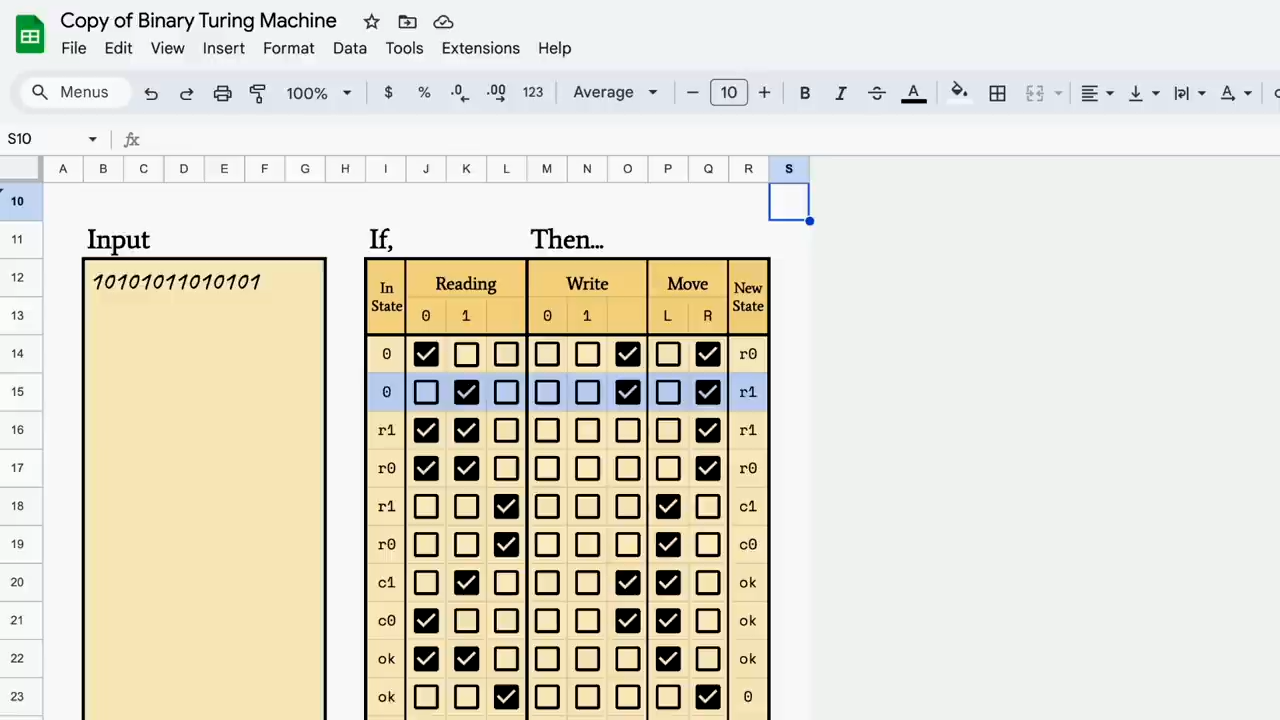 Copy of Binary Turing Machine
File Edit View Insert Format Data Tools Extensions Help
Menus 100% $ % .0 .00 123 Average 10 B I A A
S10 fx
A B C D E F G H I J K L M N O P Q R S
10
11 Input If, Then...
12 10101011010101 In State Reading Write Move New State
13 0 1 0 1 L R
14 0 r0
15 0 r1
16 r1 r1
17 r0 r0
18 r1 c1
19 r0 c0
20 c1 ok
21 c0 ok
22 ok ok
23 ok 0